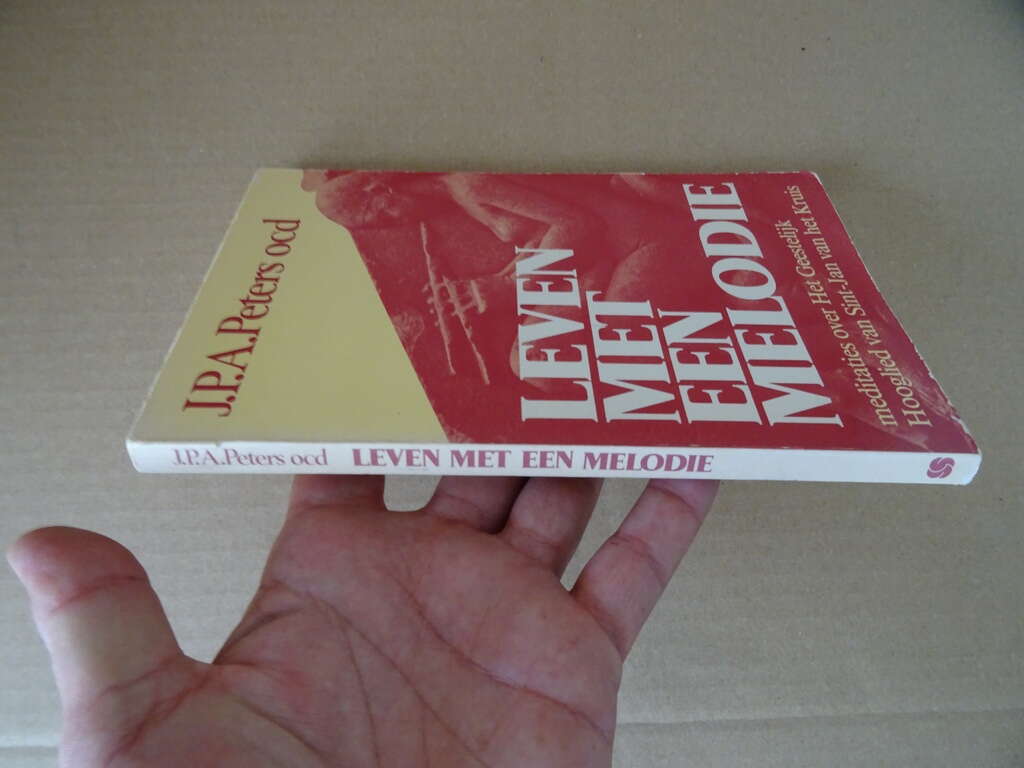 J.P.A.Peters ocd
LEVEN
MET
EEN
MELODIE
meditaties over Het Geestelijk
Hooglied van Sint-Jan van het Kruis
J.P.A.Peters ocd LEVEN MET EEN MELODIE